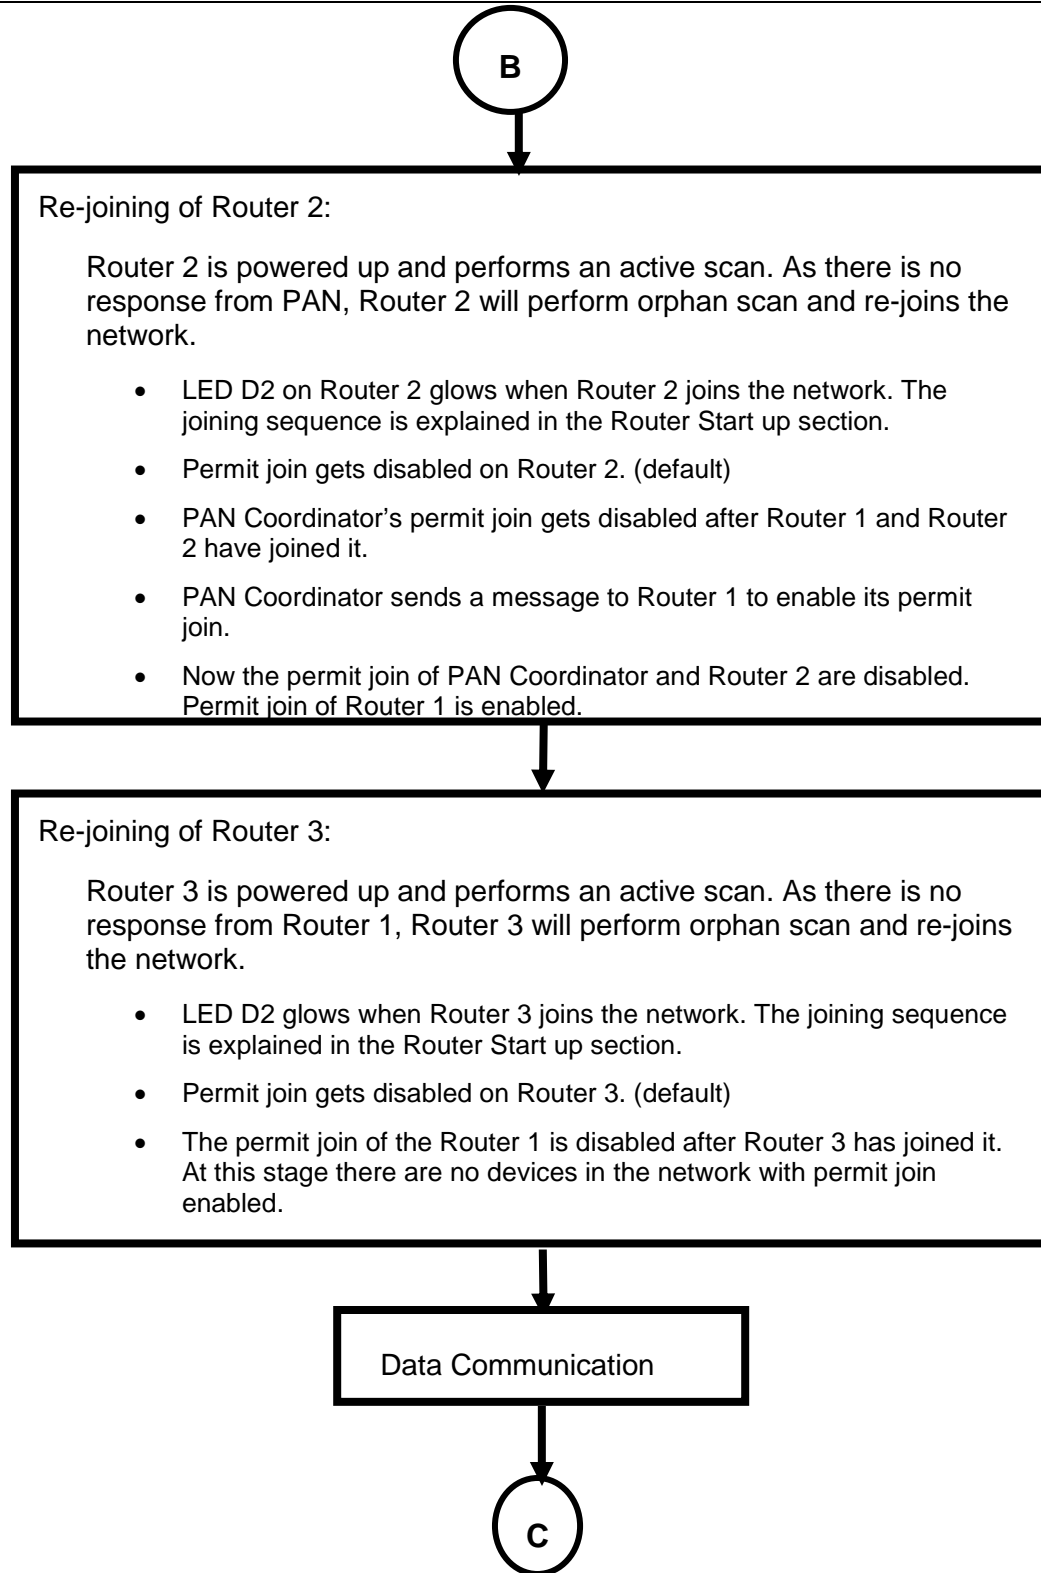 B
Re-joining of Router 2:
Router 2 is powered up and performs an active scan. As there is no
response from PAN, Router 2 will perform orphan scan and re-joins the
network.
• LED D2 on Router 2 glows when Router 2 joins the network. The
joining sequence is explained in the Router Start up section.
• Permit join gets disabled on Router 2. (default)
• PAN Coordinator’s permit join gets disabled after Router 1 and Router
2 have joined it.
• PAN Coordinator sends a message to Router 1 to enable its permit
join.
• Now the permit join of PAN Coordinator and Router 2 are disabled.
Permit join of Router 1 is enabled.
Re-joining of Router 3:
Router 3 is powered up and performs an active scan. As there is no
response from Router 1, Router 3 will perform orphan scan and re-joins
the network.
• LED D2 glows when Router 3 joins the network. The joining sequence
is explained in the Router Start up section.
• Permit join gets disabled on Router 3. (default)
• The permit join of the Router 1 is disabled after Router 3 has joined it.
At this stage there are no devices in the network with permit join
enabled.
Data Communication
C